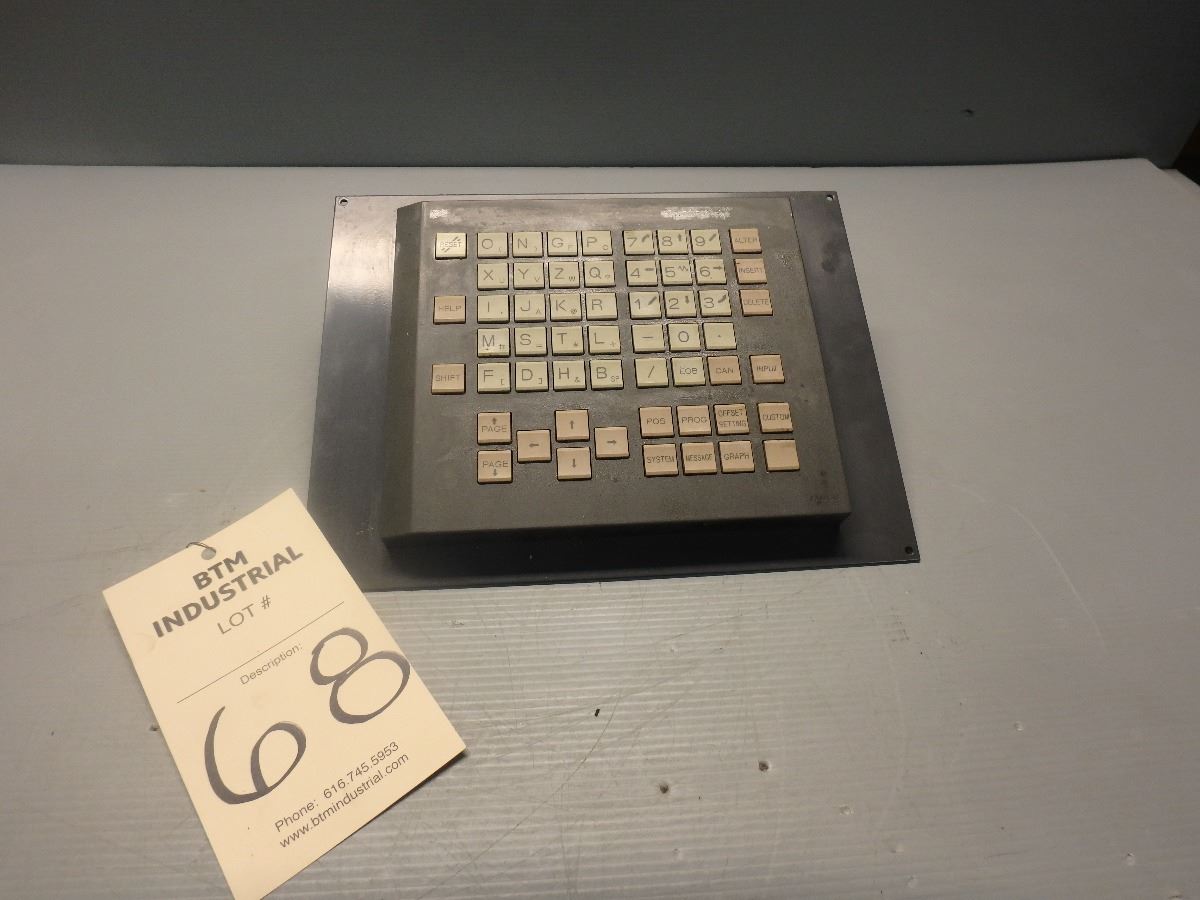 RESET O ( N ) G F P Q 7 8 9 ALTER
X U Y V Z W Q ? 4 5 6 INSERT
HELP I , J A K @ R 1 2 3 DELETE
M # S = T * L + - 0 .
SHIFT F [ D ] H & B SP / EOB CAN INPUT
↑ PAGE ← ↑ → POS PROG OFFSET SETTING CUSTOM
PAGE ↓ ↓ SYSTEM MESSAGE GRAPH
BTM
INDUSTRIAL
LOT #
Description:
68
Phone: 616.745.5953
www.btmindustrial.com